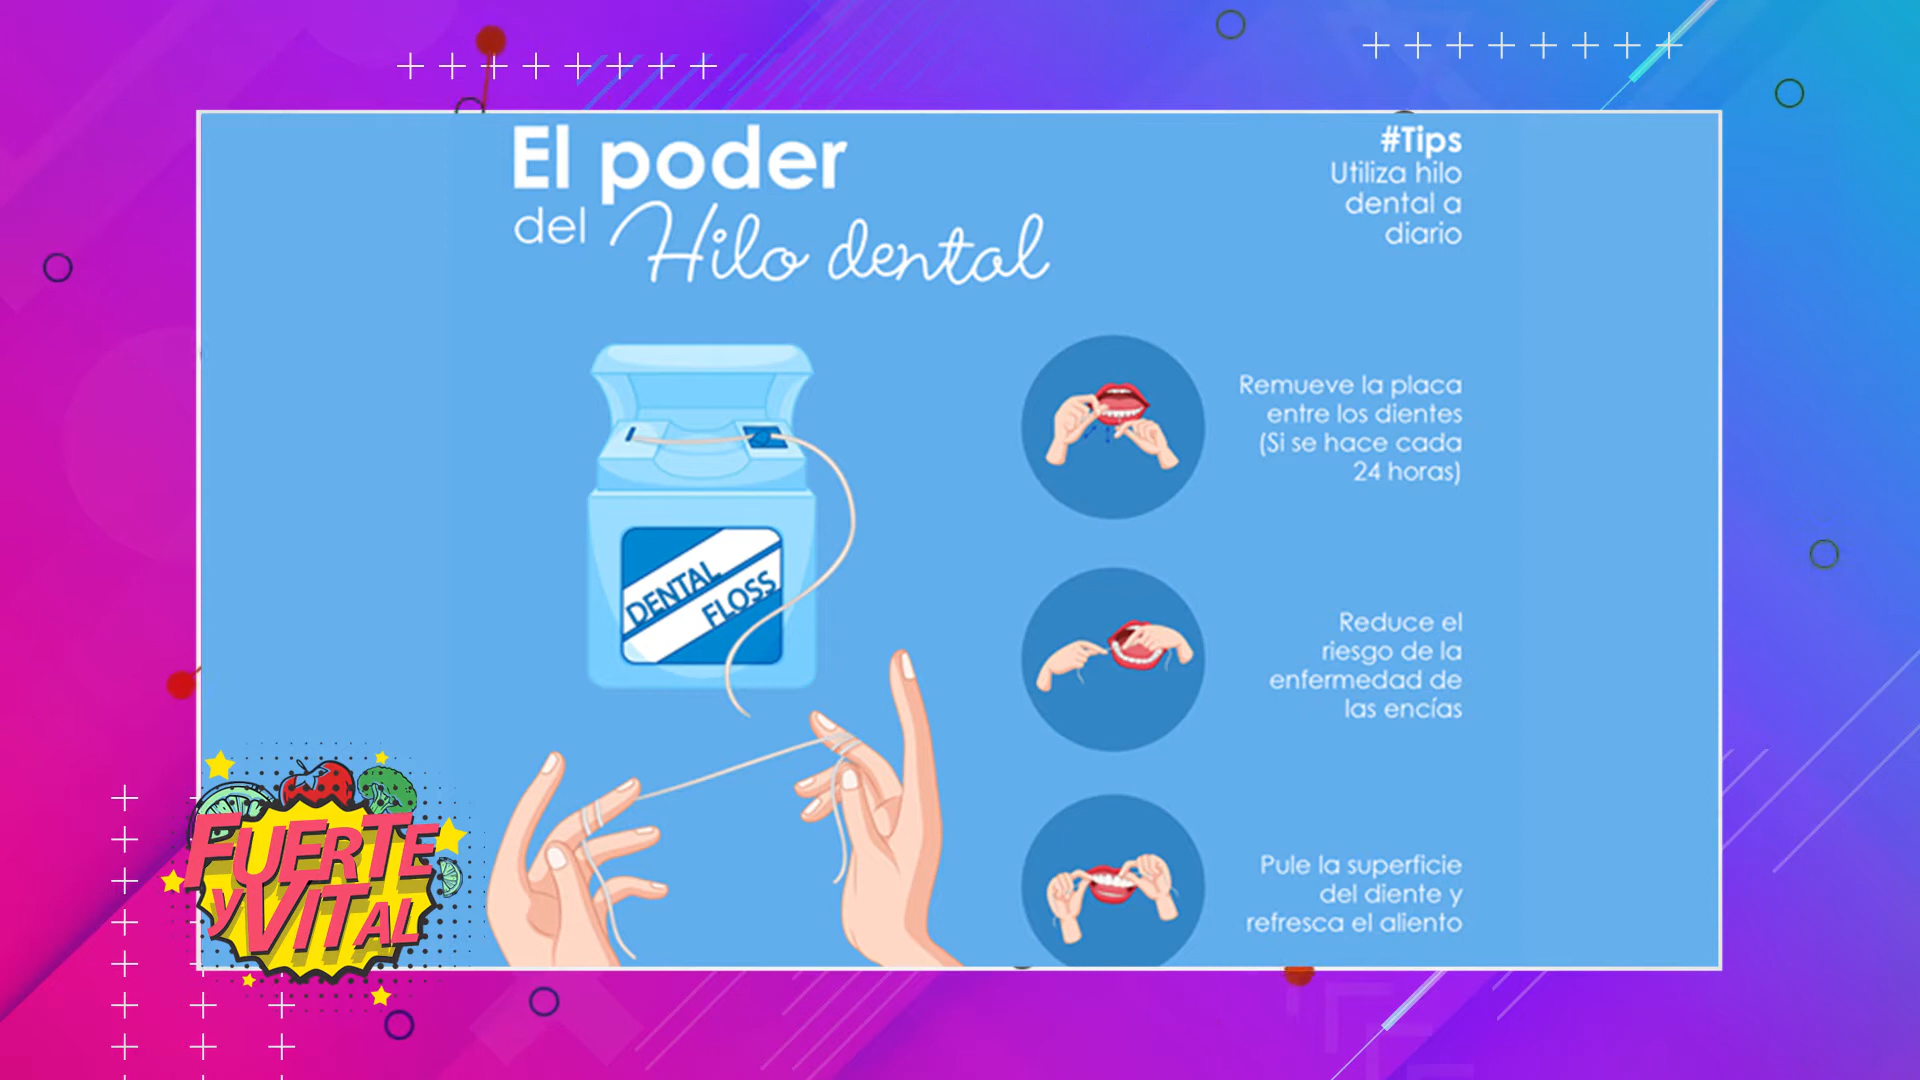 El poder
del Hilo dental
#Tips
Utiliza hilo
dental a
diario
DENTAL
FLOSS
Remueve la placa
entre los dientes
(Si se hace cada
24 horas)
Reduce el
riesgo de la
enfermedad de
las encías
Pule la superficie
del diente y
refresca el aliento
FUERTE
y VITAL